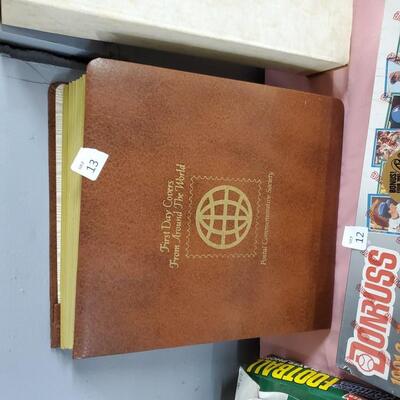 First Day Covers
From Around The World
Postal Commemorative Society
13
12
DONRUSS
FOOTBALL